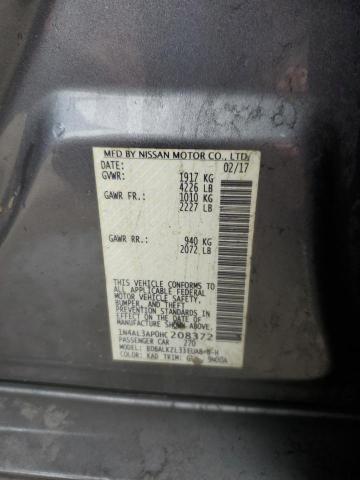 MFD BY NISSAN MOTOR CO., LTD.
DATE: 02/17
GVWR: 1917 KG
4226 LB
GAWR FR: 1010 KG
2227 LB
GAWR RR: 940 KG
2072 LB
THIS VEHICLE CONFORMS TO
ALL APPLICABLE FEDERAL
MOTOR VEHICLE SAFETY,
BUMPER, AND THEFT
PREVENTION STANDARDS IN
EFFECT ON THE DATE OF
MANUFACTURE SHOWN ABOVE.
1N4AL3AP0HC208372
PASSENGER CAR 270
MODEL:
COLOR: KAD TRIM: